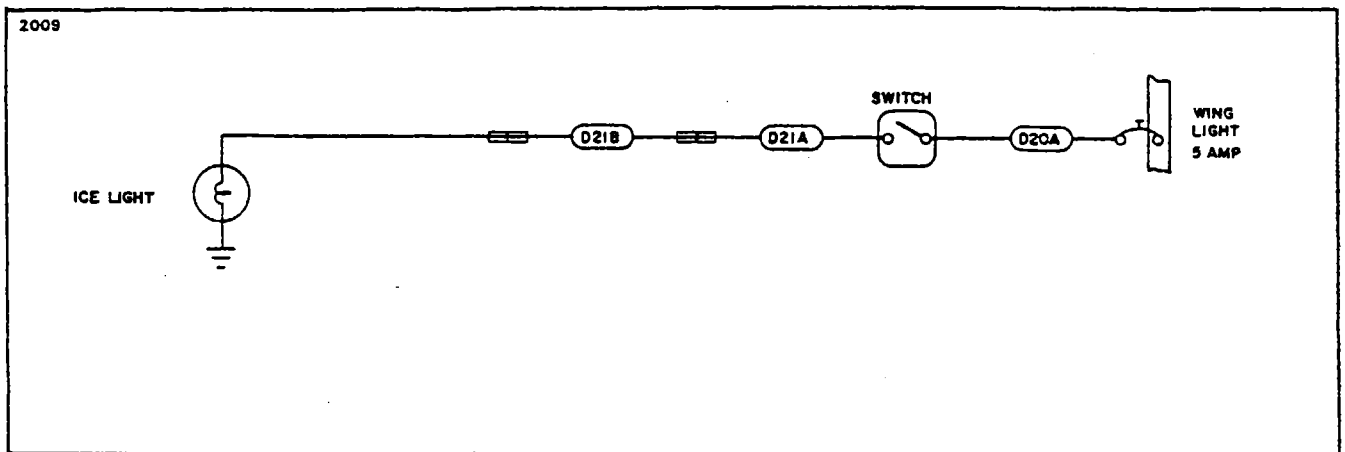 2009
SWITCH
WING
LIGHT
5 AMP
D21B
D21A
D20A
ICE LIGHT